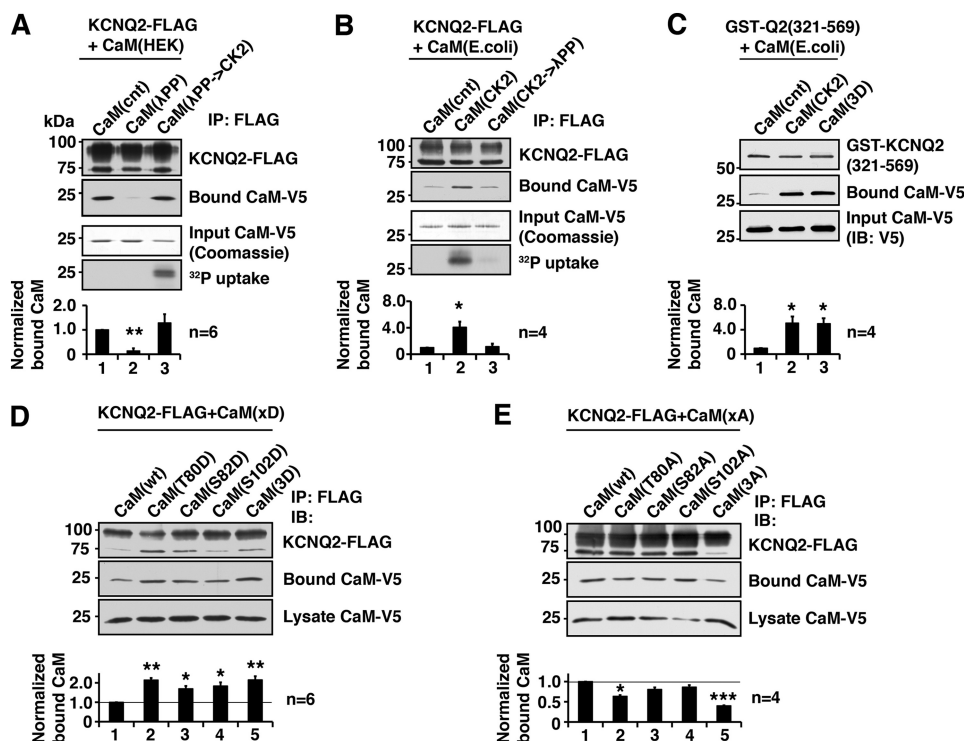 A
KCNQ2-FLAG
+ CaM(HEK)
CaM(cnt)
CaM(λPP)
CaM(λPP->CK2)
kDa
IP: FLAG
100
75
KCNQ2-FLAG
25
Bound CaM-V5
25
Input CaM-V5
(Coomassie)
25
³²P uptake
Normalized
bound CaM
2.0
1.0
0
**
n=6
1 2 3
B
KCNQ2-FLAG
+ CaM(E.coli)
CaM(cnt)
CaM(CK2)
CaM(CK2->λPP)
IP: FLAG
100
75
KCNQ2-FLAG
25
Bound CaM-V5
25
Input CaM-V5
(Coomassie)
25
³²P uptake
Normalized
bound CaM
8.0
4.0
0
*
n=4
1 2 3
C
GST-Q2(321-569)
+ CaM(E.coli)
CaM(cnt)
CaM(CK2)
CaM(3D)
50
GST-KCNQ2
(321-569)
25
Bound CaM-V5
25
Input CaM-V5
(IB: V5)
Normalized
bound CaM
8.0
4.0
0
* *
n=4
1 2 3
D
KCNQ2-FLAG+CaM(xD)
CaM(wt)
CaM(T80D)
CaM(S82D)
CaM(S102D)
CaM(3D)
IP: FLAG
IB:
100
75
KCNQ2-FLAG
25
Bound CaM-V5
25
Lysate CaM-V5
Normalized
bound CaM
2.0
1.0
0
** * * **
n=6
1 2 3 4 5
E
KCNQ2-FLAG+CaM(xA)
CaM(wt)
CaM(T80A)
CaM(S82A)
CaM(S102A)
CaM(3A)
IP: FLAG
IB:
100
75
KCNQ2-FLAG
25
Bound CaM-V5
25
Lysate CaM-V5
Normalized
bound CaM
1.0
0.5
0
* ***
n=4
1 2 3 4 5